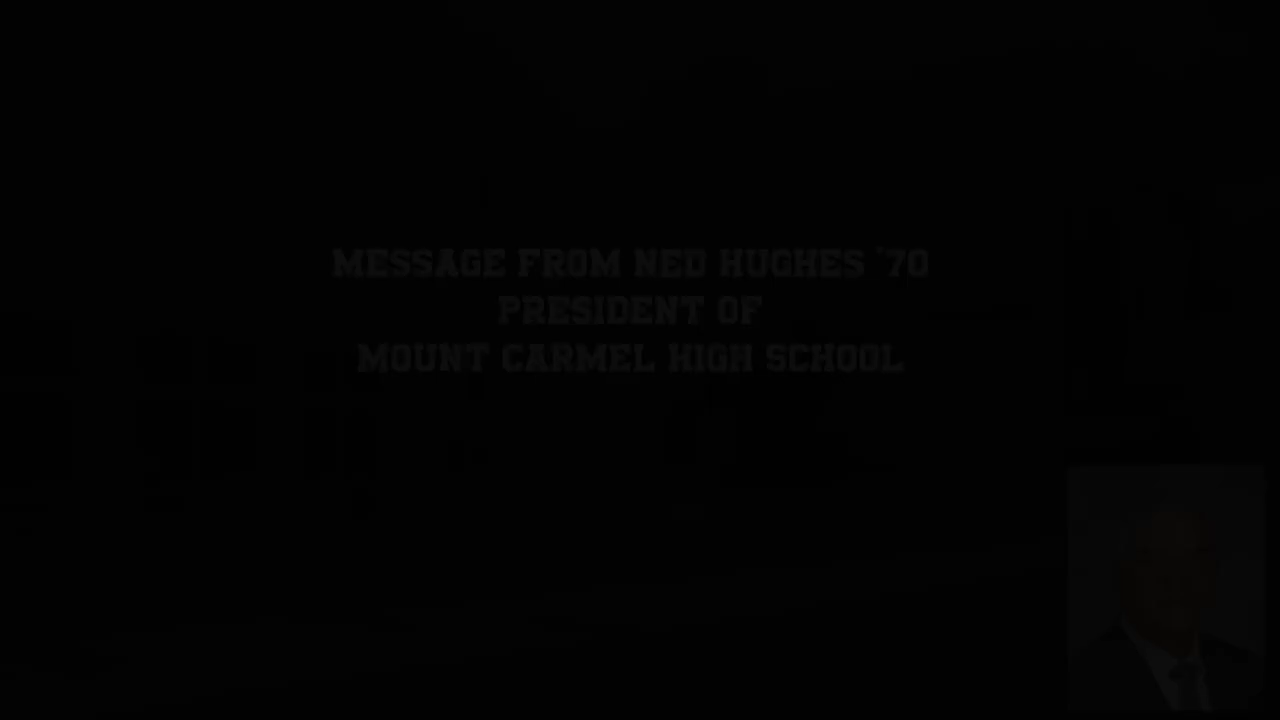 MESSAGE FROM NED HUGHES '70
PRESIDENT OF
MOUNT CARMEL HIGH SCHOOL